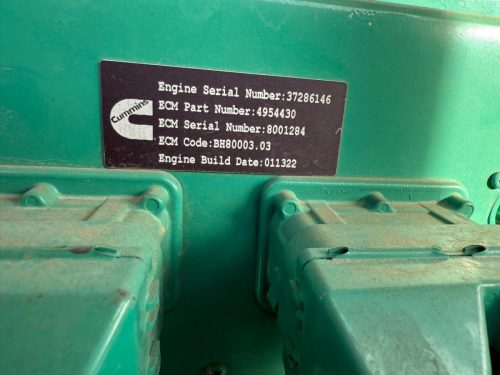 Cummins
Engine Serial Number:37286146
ECM Part Number:4954430
ECM Serial Number:8001284
ECM Code:BH80003.03
Engine Build Date:011322